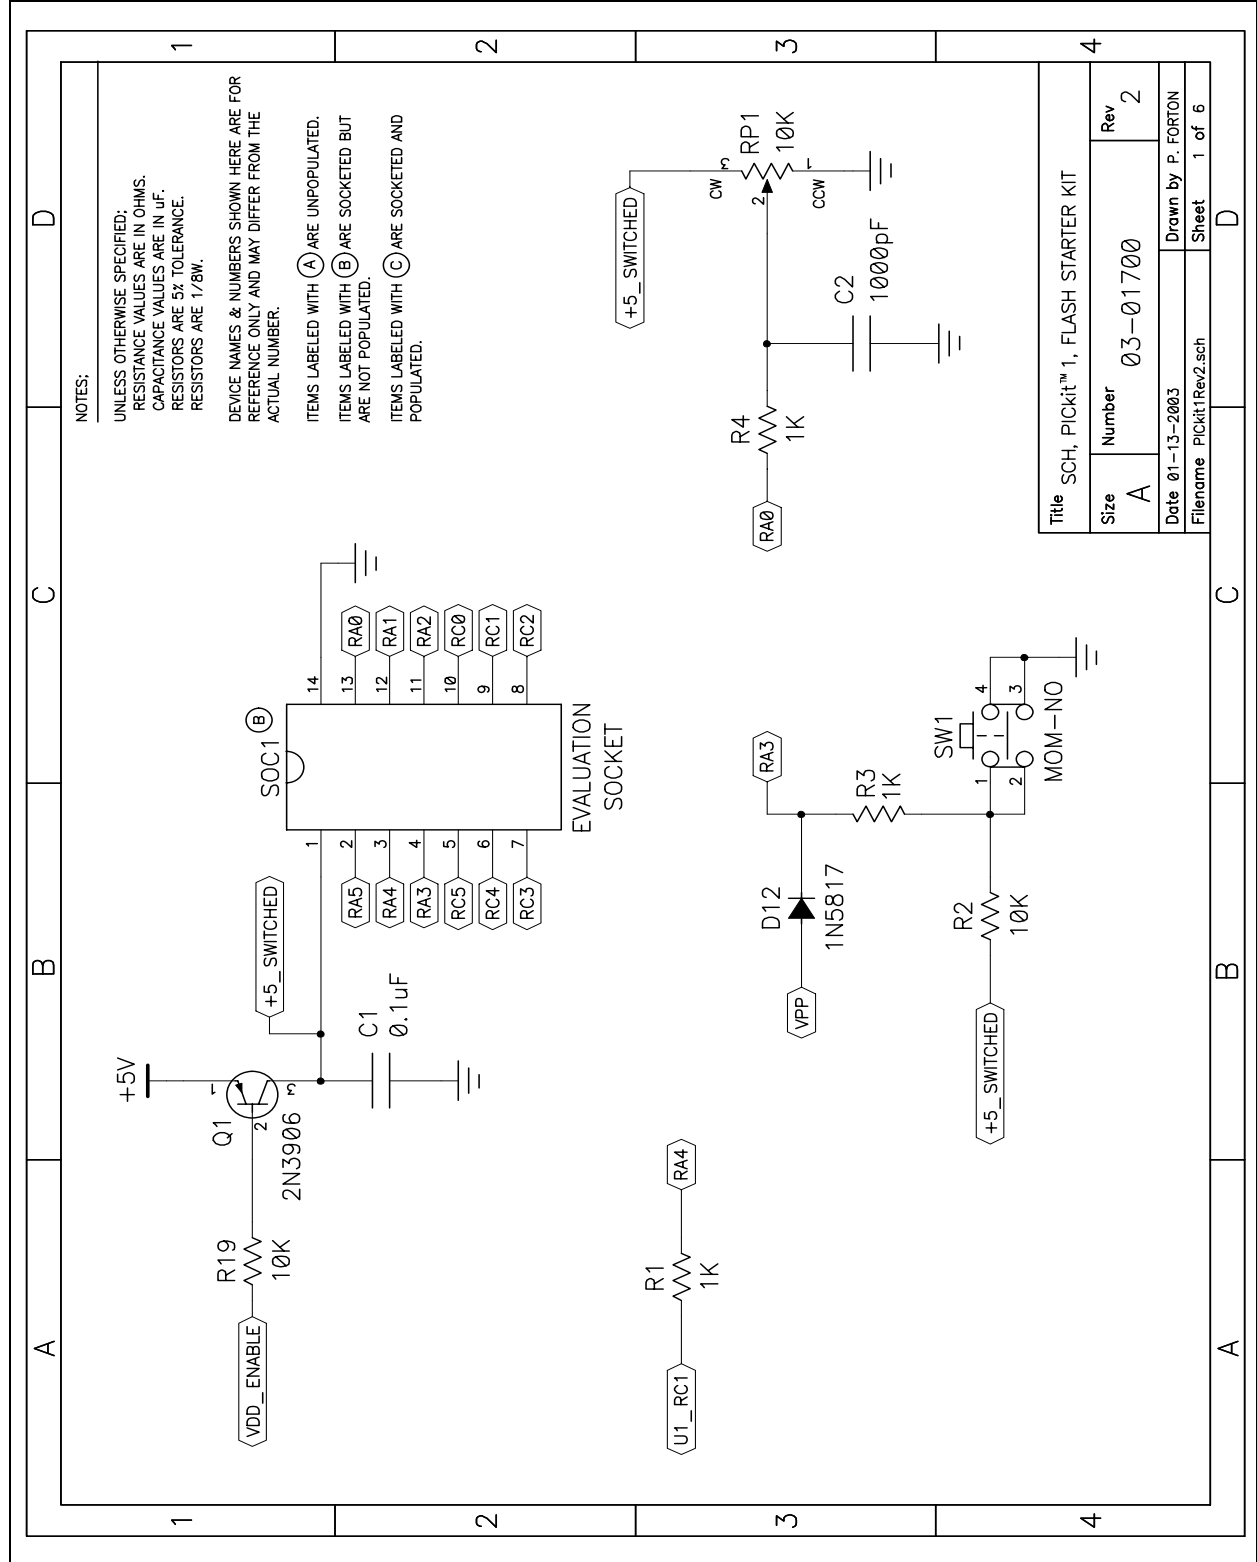 A
B
C
D
1
2
3
4
NOTES:
UNLESS OTHERWISE SPECIFIED;
RESISTANCE VALUES ARE IN OHMS.
CAPACITANCE VALUES ARE IN uF.
RESISTORS ARE 5% TOLERANCE.
RESISTORS ARE 1/8W.
DEVICE NAMES & NUMBERS SHOWN HERE ARE FOR
REFERENCE ONLY AND MAY DIFFER FROM THE
ACTUAL NUMBER.
ITEMS LABELED WITH A ARE UNPOPULATED.
ITEMS LABELED WITH B ARE SOCKETED BUT
ARE NOT POPULATED.
ITEMS LABELED WITH C ARE SOCKETED AND
POPULATED.
+5V
VDD_ENABLE
R19
10K
Q1
1
2
3
2N3906
+5_SWITCHED
C1
0.1uF
SOC1 B
1 14
RA5 2 13 RA0
RA4 3 12 RA1
RA3 4 11 RA2
RC5 5 10 RC0
RC4 6 9 RC1
RC3 7 8 RC2
EVALUATION
SOCKET
U1_RC1
R1
1K
RA4
VPP
D12
1N5817
RA3
R3
1K
+5_SWITCHED
R2
10K
SW1
1 4
2 3
MOM-NO
RA0
R4
1K
C2
1000pF
+5_SWITCHED
CW 3
2
CCW 1
RP1
10K
Title SCH, PICkit™ 1, FLASH STARTER KIT
Size A
Number 03-01700
Rev 2
Date 01-13-2003
Drawn by P. FORTON
Filename PICkit1Rev2.sch
Sheet 1 of 6
1
2
3
4
A
B
C
D